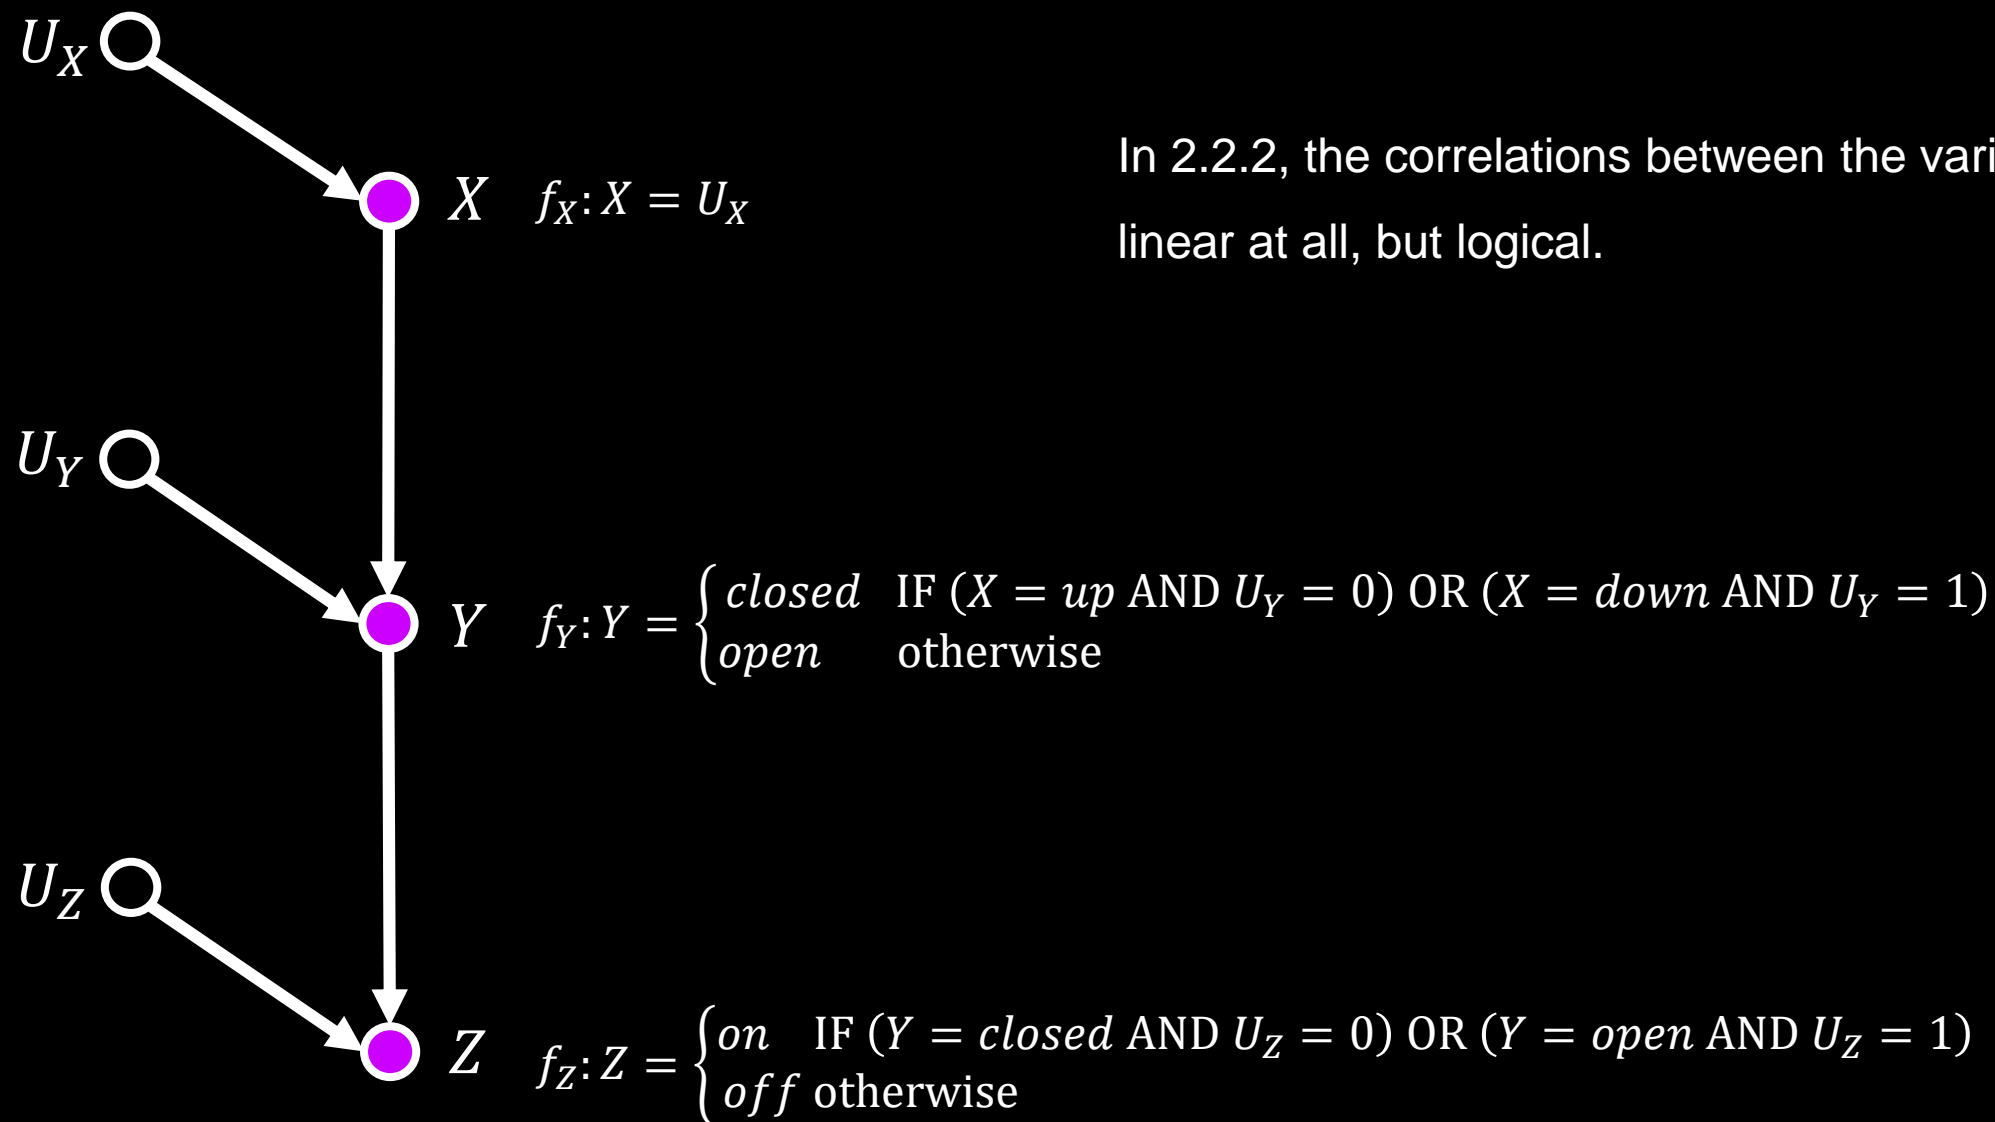 U_X
X f_X: X = U_X
In 2.2.2, the correlations between the vari
linear at all, but logical.
U_Y
Y f_Y: Y = { closed IF (X = up AND U_Y = 0) OR (X = down AND U_Y = 1)
open otherwise
U_Z
Z f_Z: Z = { on IF (Y = closed AND U_Z = 0) OR (Y = open AND U_Z = 1)
off otherwise